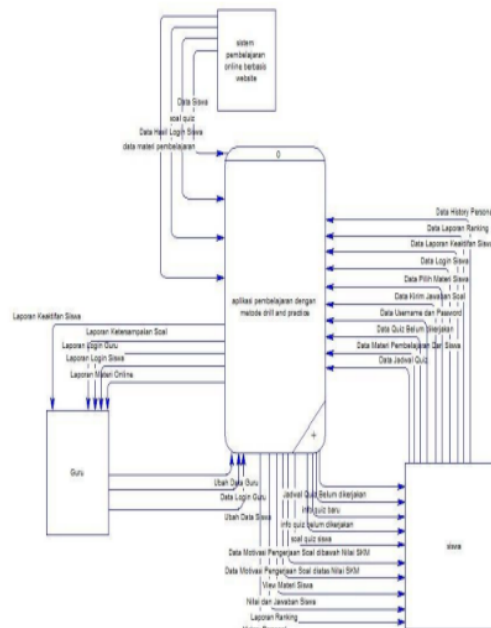 sistem
pembelajaran
online berbasis
website
Data Siswa
soal quiz
Data Hasil Login Siswa
data materi pembelajaran
0
aplikasi pembelajaran dengan
metode drill and practice
+
Data History Persona
Data Laporan Ranking
Data Laporan Keaktifan Siswa
Data Login Siswa
Data Pilih Materi Siswa
Data Kirim Jawaban Soal
Data Username dan Password
Data Quiz Belum dikerjakan
Data Materi Pembelajaran Dari Siswa
Data Jadwal Quiz
Laporan Keaktifan Siswa
Laporan Ketenampalan Soal
Laporan Login Guru
Laporan Login Siswa
Laporan Materi Online
Guru
Ubah Data Guru
Data Login Guru
Ubah Data Siswa
Jadwal Quiz Belum dikerjakan
info quiz baru
info quiz belum dikerjakan
soal quiz siswa
Data Motivasi Pengerjaan Soal dibawah Nilai SKM
Data Motivasi Pengerjaan Soal diatas Nilai SKM
View Materi Siswa
Nilai dan Jawaban Siswa
Laporan Ranking
siswa